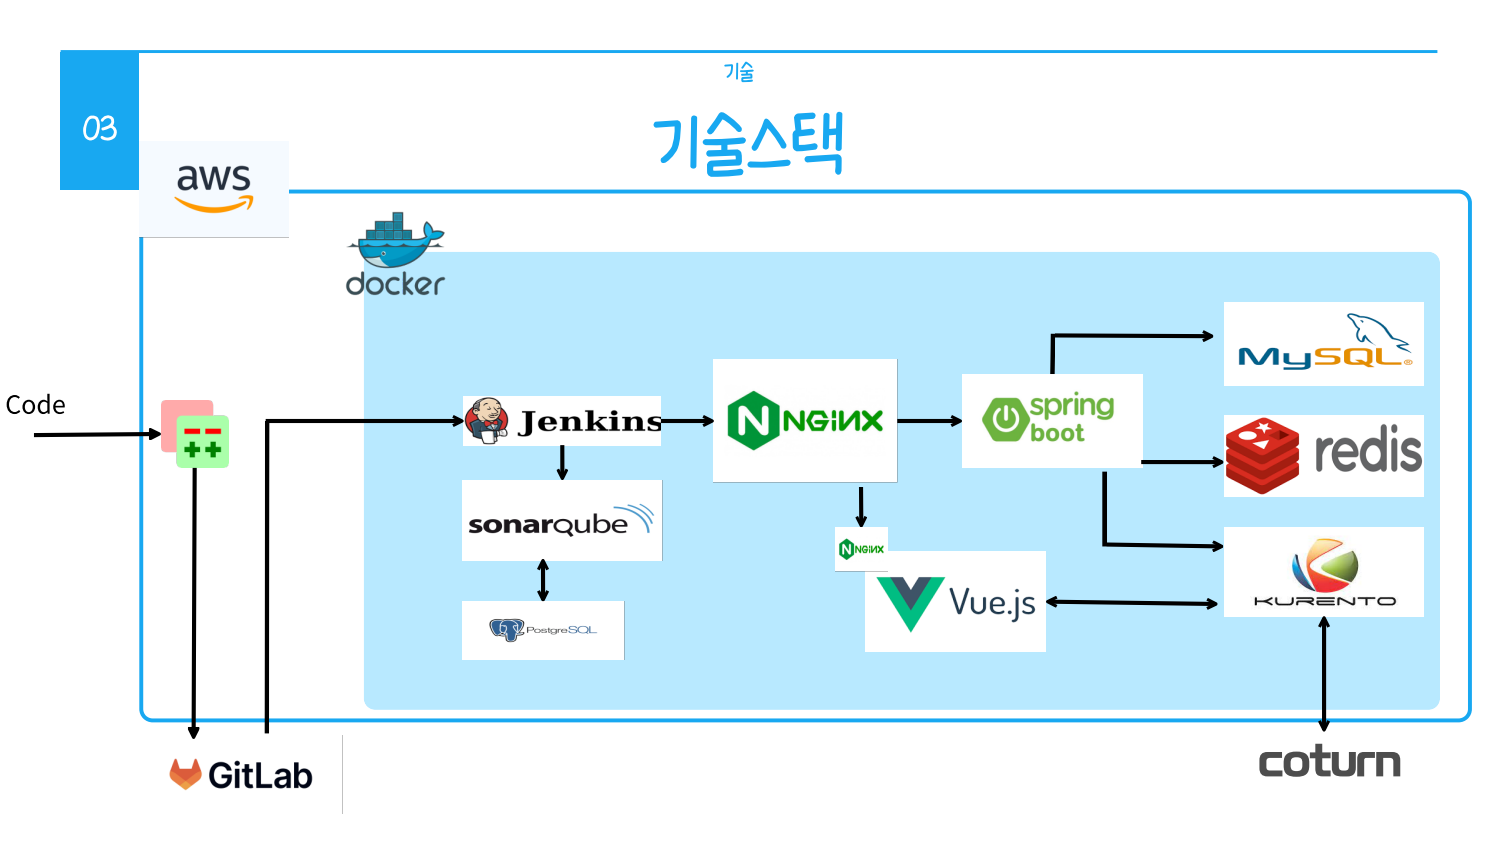 기술
03
기술스택
aws
docker
MySQL®
Code
Jenkins
NGiNX
spring
boot
redis
sonarqube
NGiNX
Vue.js
KURENTO
PostgreSQL
GitLab
coturn